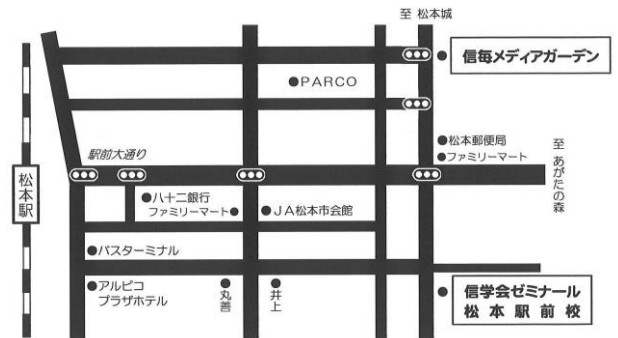 至 松本城
信毎メディアガーデン
PARCO
松本郵便局
ファミリーマート
至 あがたの森
駅前大通り
松本駅
八十二銀行
ファミリーマート
JA松本市会館
バスターミナル
アルピコ
プラザホテル
丸善
井上
信学会ゼミナール
松本駅前校